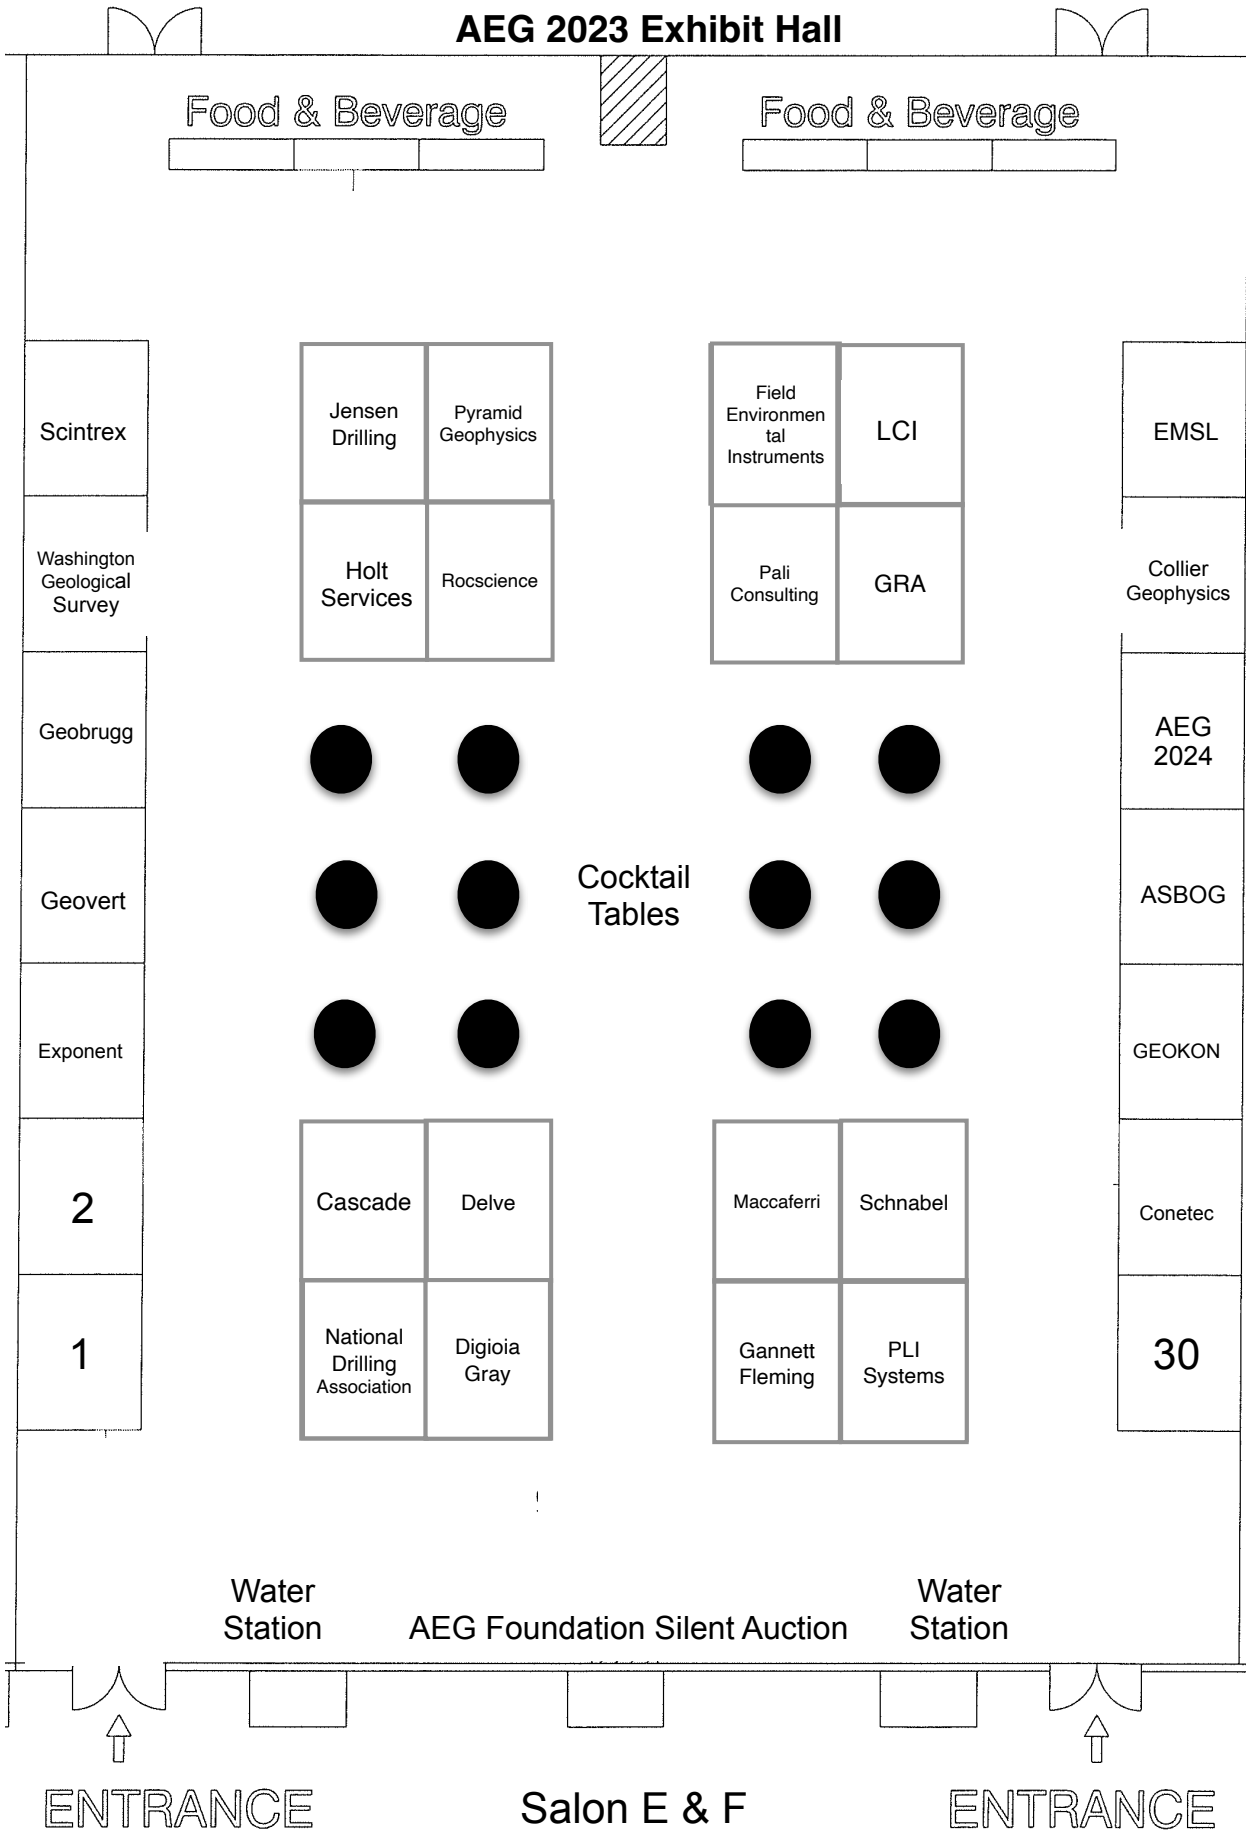 AEG 2023 Exhibit Hall
Food & Beverage
Food & Beverage
Scintrex
Jensen
Drilling
Pyramid
Geophysics
Field
Environmen
tal
Instruments
LCI
EMSL
Washington
Geological
Survey
Holt
Services
Rocscience
Pali
Consulting
GRA
Collier
Geophysics
Geobrugg
AEG
2024
Geovert
Cocktail
Tables
ASBOG
Exponent
GEOKON
2
Cascade
Delve
Maccaferri
Schnabel
Conetec
1
National
Drilling
Association
Digioia
Gray
Gannett
Fleming
PLI
Systems
30
Water
Station
AEG Foundation Silent Auction
Water
Station
ENTRANCE
Salon E & F
ENTRANCE